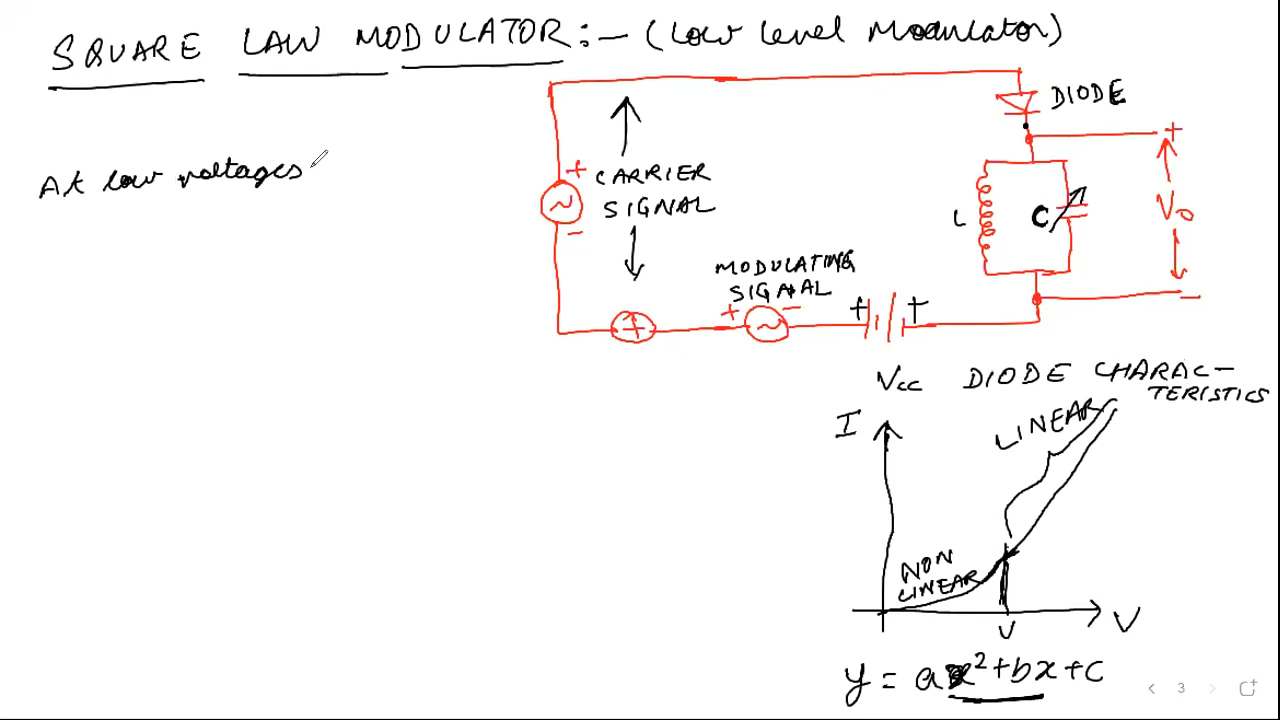 SQUARE LAW MODULATOR :- (Low Level Modulator)
DIODE
+
At low voltages
+
CARRIER
SIGNAL
-
L
C
V₀
MODULATING
SIGNAL
+
-
+
+
+
-
Vcc
DIODE CHARAC-
TERISTICS
I
LINEAR
NON
LINEAR
V
V
y = ax²+bx+c
3